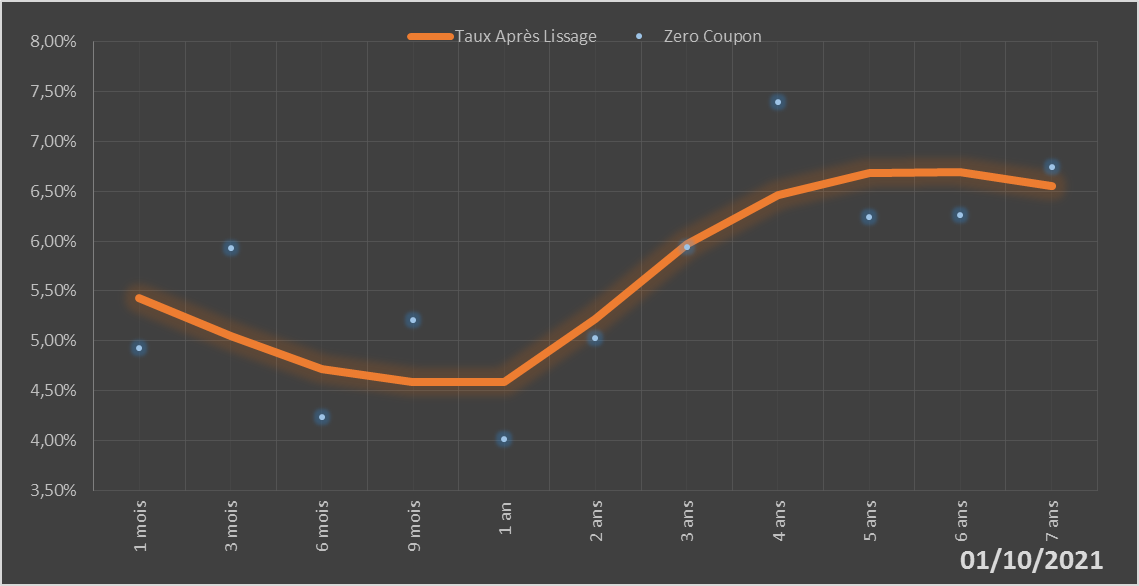 Taux Après Lissage Zero Coupon
8,00%
7,50%
7,00%
6,50%
6,00%
5,50%
5,00%
4,50%
4,00%
3,50%
1 mois
3 mois
6 mois
9 mois
1 an
2 ans
3 ans
4 ans
5 ans
6 ans
7 ans
01/10/2021